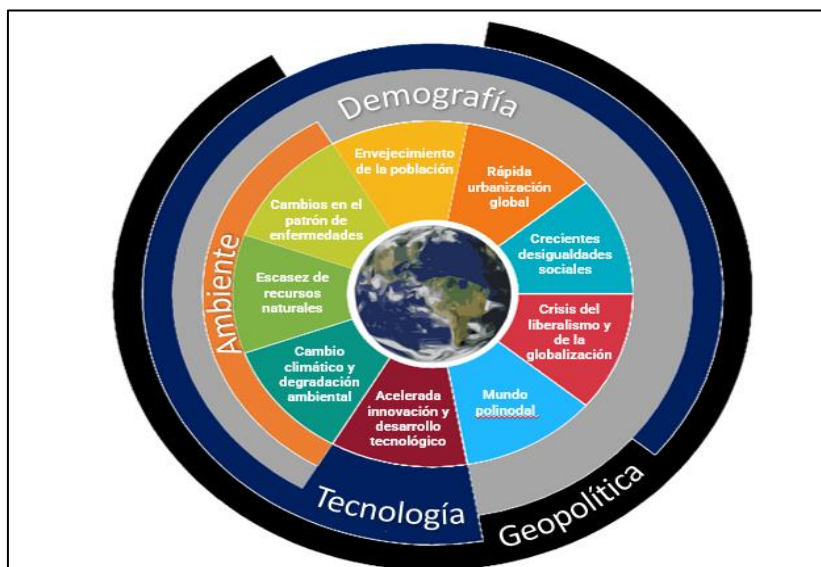 Demografía
Envejecimiento
de la población
Rápida
urbanización
global
Crecientes
desigualdades
sociales
Crisis del
liberalismo y
de la
globalización
Mundo
polinodal
Acelerada
innovación y
desarrollo
tecnológico
Cambio
climático y
degradación
ambiental
Escasez de
recursos
naturales
Cambios en el
patrón de
enfermedades
Ambiente
Tecnología
Geopolítica